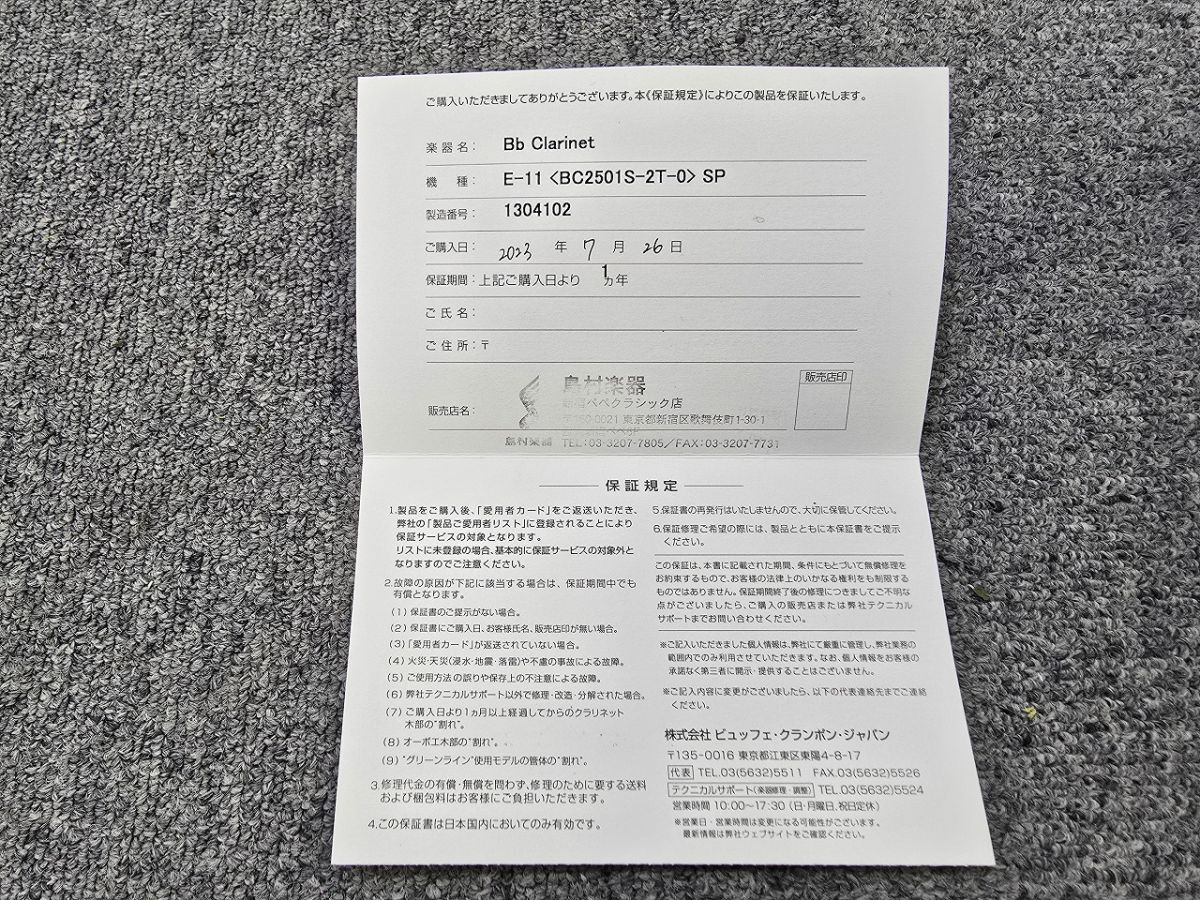 ご購入いただきましてありがとうございます。本《保証規定》によりこの製品を保証いたします。
楽器名： Bb Clarinet
機　種： E-11 <BC2501S-2T-0> SP
製造番号： 1304102
ご購入日： 2023 年 7 月 26 日
保証期間：上記ご購入日より 1ヵ年
ご氏名：
ご住所：〒
販売店名：
島村楽器
新宿ペペクラシック店
〒160-0021 東京都新宿区歌舞伎町1-30-1
島村楽器 TEL：03-3207-7805／FAX：03-3207-7731
販売店印
保証規定
1.製品をご購入後、「愛用者カード」をご返送いただき、
弊社の「製品ご愛用者リスト」に登録されることにより
保証サービスの対象となります。
リストに未登録の場合、基本的に保証サービスの対象外と
なりますのでご注意ください。
2.故障の原因が下記に該当する場合は、保証期間中でも
有償となります。
（1）保証書のご提示がない場合。
（2）保証書にご購入日、お客様氏名、販売店印が無い場合。
（3）「愛用者カード」が返送されていない場合。
（4）火災・天災（浸水・地震・落雷）や不慮の事故による故障。
（5）ご使用方法の誤りや保存上の不注意による故障。
（6）弊社テクニカルサポート以外で修理・改造・分解された場合。
（7）ご購入日より1ヵ月以上経過してからのクラリネット
木部の"割れ"。
（8）オーボエ木部の"割れ"。
（9）"グリーンライン"使用モデルの管体の"割れ"。
3.修理代金の有償・無償を問わず、修理のために要する送料
および梱包料はお客様にご負担いただきます。
4.この保証書は日本国内においてのみ有効です。
5.保証書の再発行はいたしませんので、大切に保管してください。
6.保証修理ご希望の際には、製品とともに本保証書をご提示
ください。
この保証は、本書に記載された期間、条件にもとづいて無償修理を
お約束するもので、お客様の法律上のいかなる権利をも制限する
ものではありません。保証期間終了後の修理につきましてご不明な
点がございましたら、ご購入の販売店または弊社テクニカル
サポートまでお問い合わせください。
※ご記入いただきました個人情報は、弊社にて厳重に管理し、弊社業務の
範囲内でのみ利用させていただきます。なお、個人情報をお客様の
承諾なく第三者に開示・提供することはございません。
※ご記入内容に変更がございましたら、以下の代表連絡先までご連絡
ください。
株式会社 ビュッフェ・クランポン・ジャパン
〒135-0016 東京都江東区東陽4-8-17
代表 TEL.03(5632)5511 FAX.03(5632)5526
テクニカルサポート（楽器修理・調整） TEL.03(5632)5524
営業時間 10:00〜17:30（日・月曜日、祝日定休）
※営業日・営業時間は変更になる可能性がございます。
最新情報は弊社ウェブサイトをご確認ください。